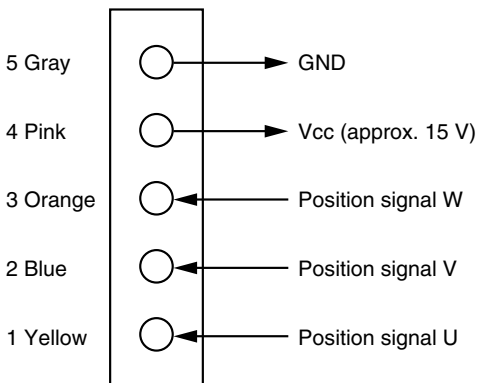 5 Gray GND
4 Pink Vcc (approx. 15 V)
3 Orange Position signal W
2 Blue Position signal V
1 Yellow Position signal U